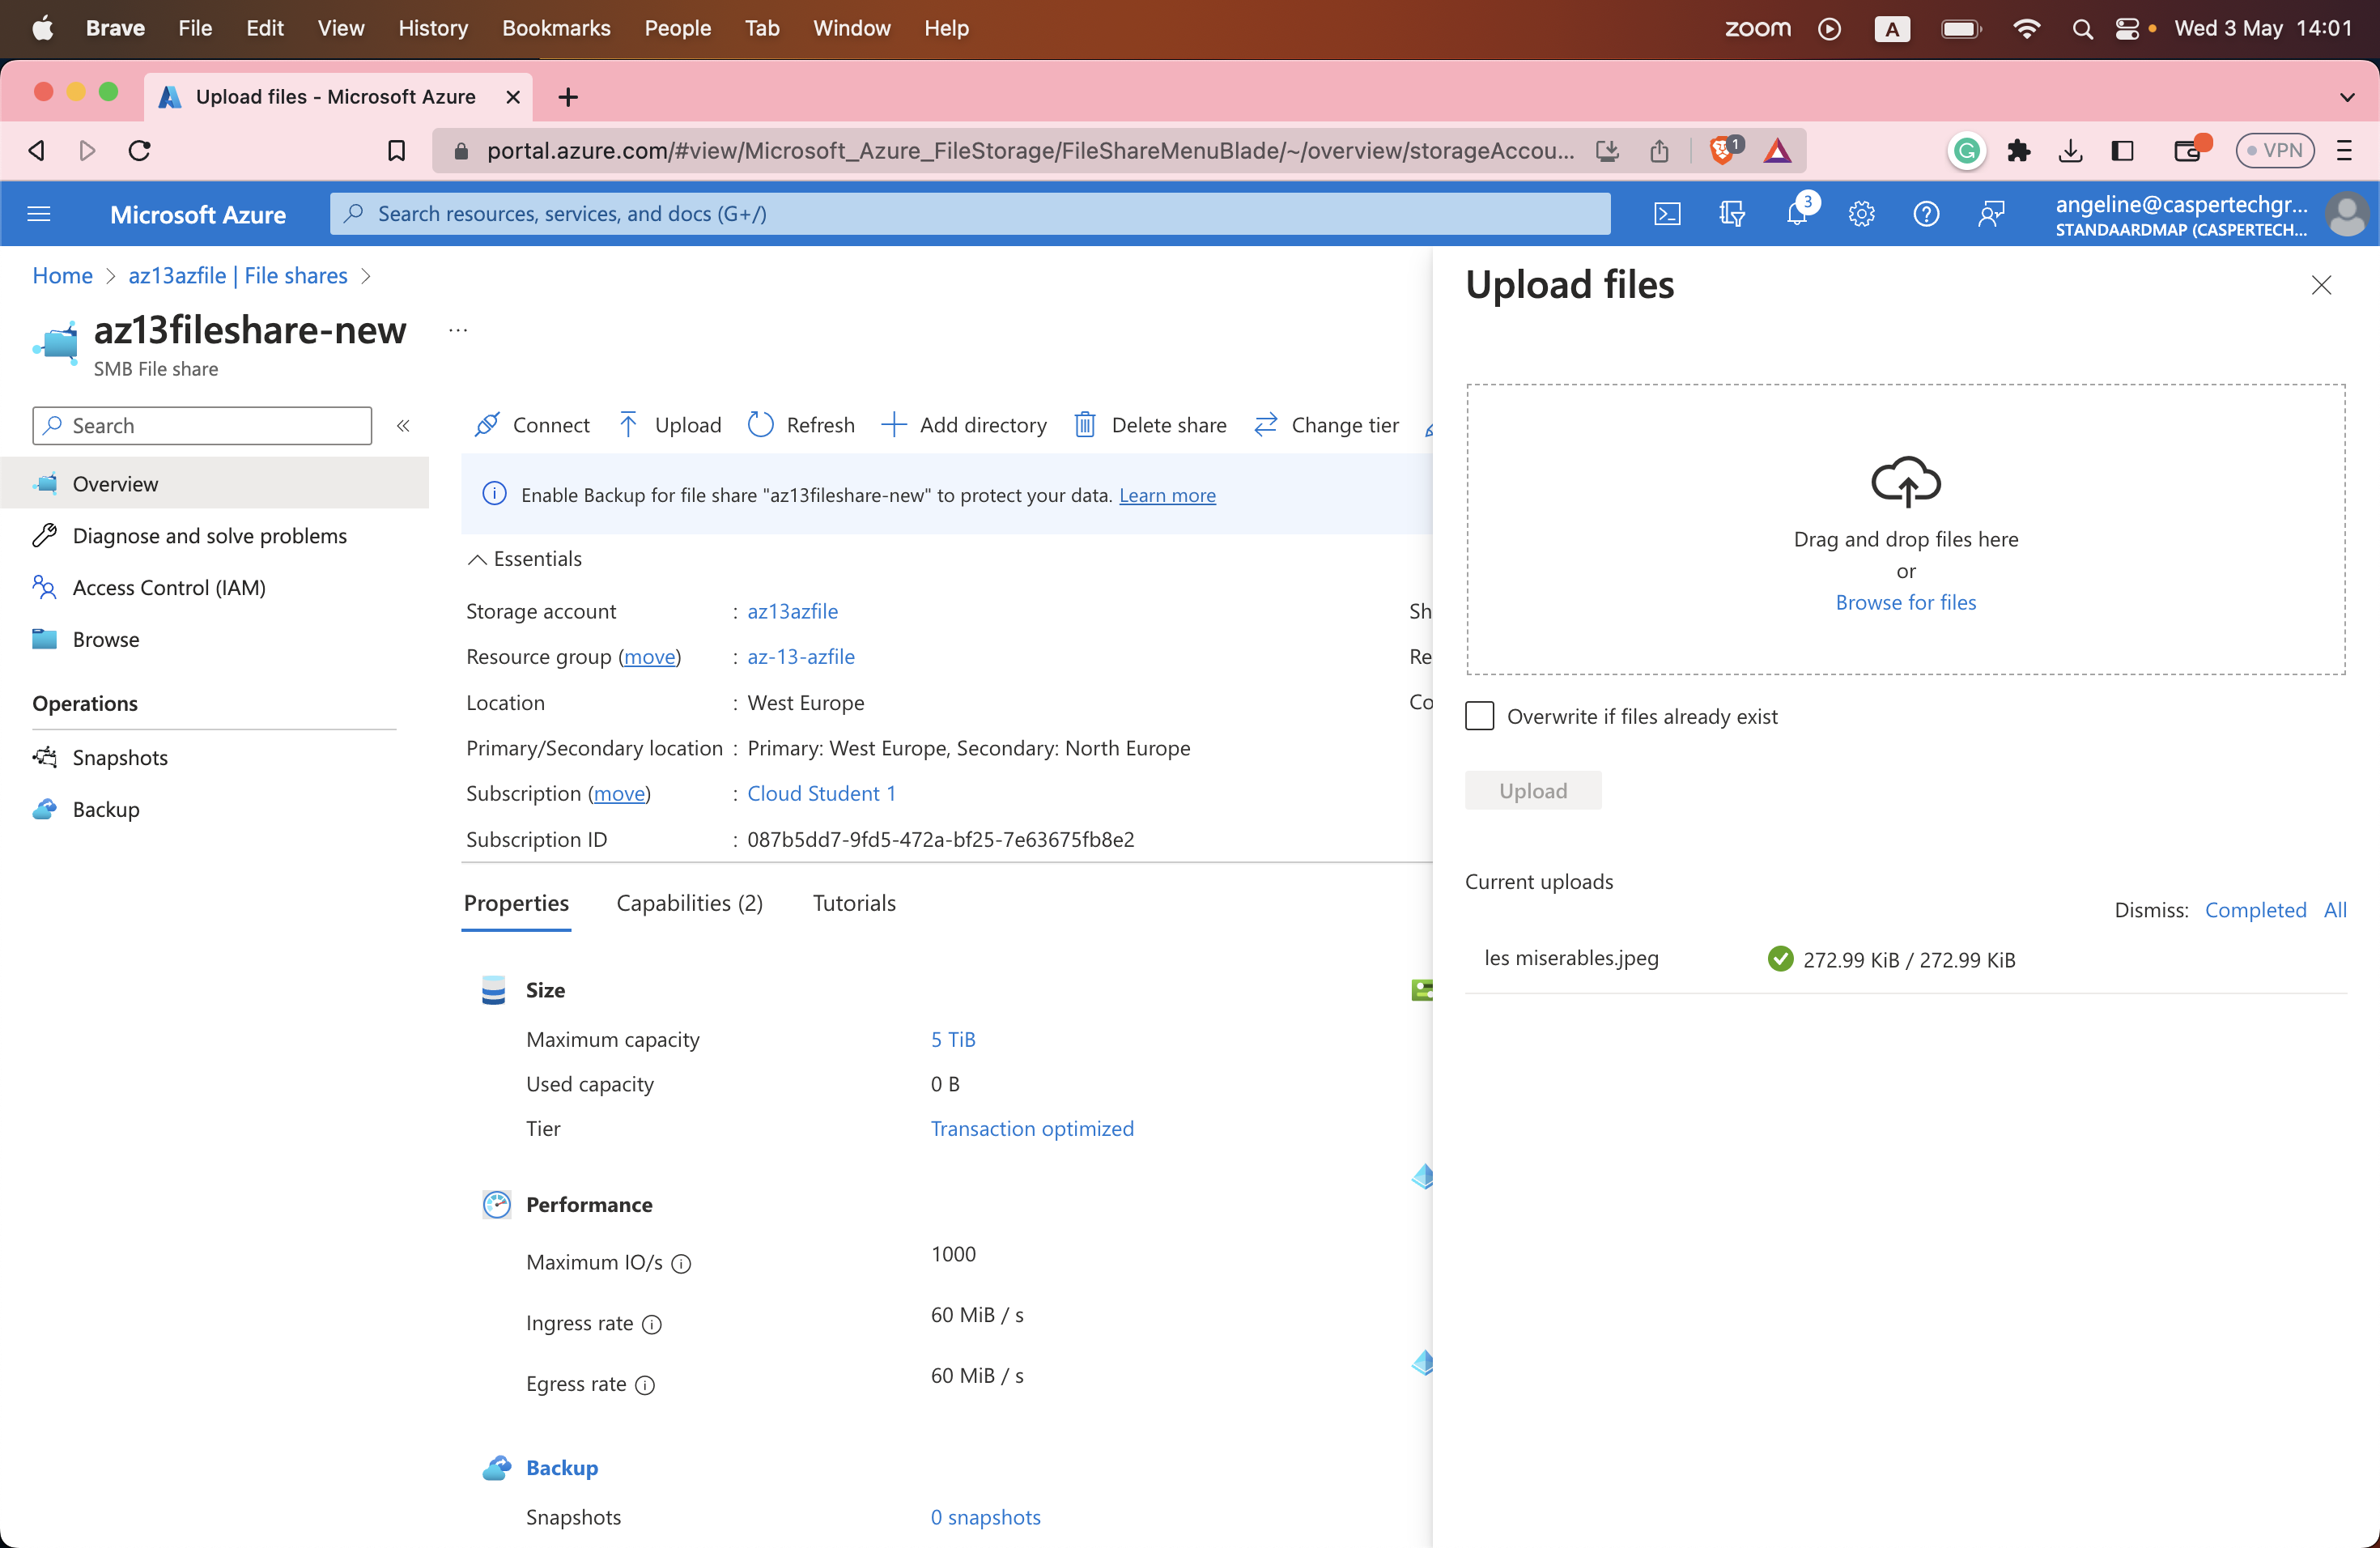 Brave File Edit View History Bookmarks People Tab Window Help zoom A Wed 3 May 14:01
Upload files - Microsoft Azure
portal.azure.com/#view/Microsoft_Azure_FileStorage/FileShareMenuBlade/~/overview/storageAccou... 1 G VPN
Microsoft Azure
Search resources, services, and docs (G+/)
3
angeline@caspertechgr...
STANDAARDMAP (CASPERTECH...
Home > az13azfile | File shares >
az13fileshare-new ...
SMB File share
Search
«
Overview
Diagnose and solve problems
Access Control (IAM)
Browse
Operations
Snapshots
Backup
Connect Upload Refresh Add directory Delete share Change tier
Enable Backup for file share "az13fileshare-new" to protect your data. Learn more
Essentials
Storage account : az13azfile
Resource group (move) : az-13-azfile
Location : West Europe
Primary/Secondary location : Primary: West Europe, Secondary: North Europe
Subscription (move) : Cloud Student 1
Subscription ID : 087b5dd7-9fd5-472a-bf25-7e63675fb8e2
Sh
Re
Co
Properties Capabilities (2) Tutorials
Size
Maximum capacity 5 TiB
Used capacity 0 B
Tier Transaction optimized
Performance
Maximum IO/s 1000
Ingress rate 60 MiB / s
Egress rate 60 MiB / s
Backup
Snapshots 0 snapshots
Upload files
Drag and drop files here
or
Browse for files
Overwrite if files already exist
Upload
Current uploads
Dismiss: Completed All
les miserables.jpeg 272.99 KiB / 272.99 KiB